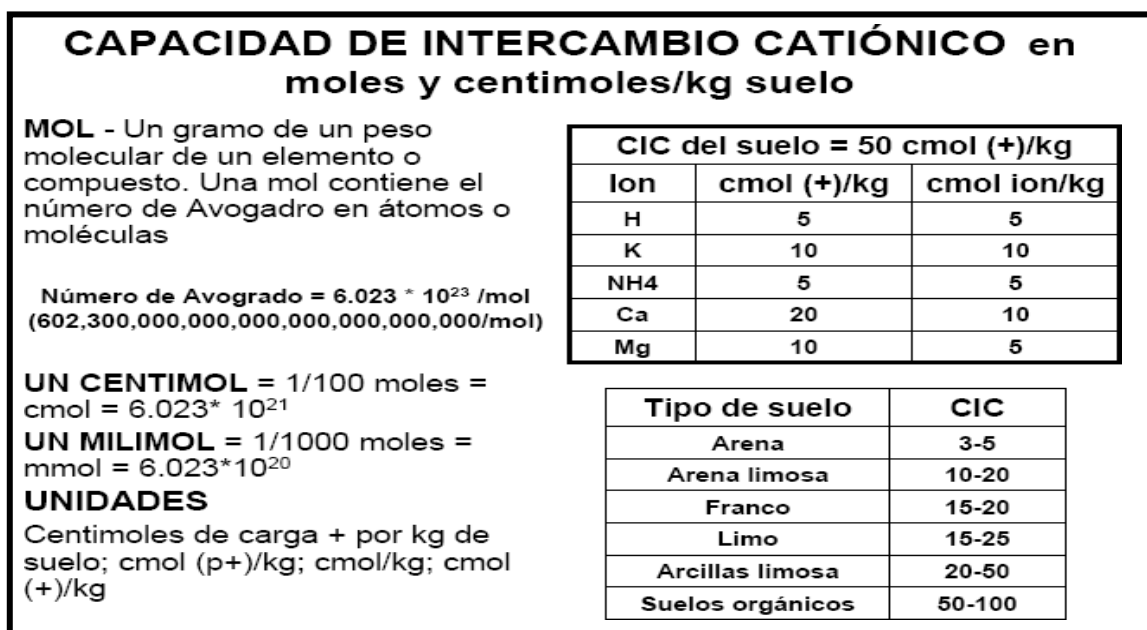 CAPACIDAD DE INTERCAMBIO CATIÓNICO en
moles y centimoles/kg suelo
MOL - Un gramo de un peso
molecular de un elemento o
compuesto. Una mol contiene el
número de Avogadro en átomos o
moléculas
Número de Avogrado = 6.023 * 10²³ /mol
(602,300,000,000,000,000,000,000/mol)
UN CENTIMOL = 1/100 moles =
cmol = 6.023* 10²¹
UN MILIMOL = 1/1000 moles =
mmol = 6.023*10²⁰
UNIDADES
Centimoles de carga + por kg de
suelo; cmol (p+)/kg; cmol/kg; cmol
(+)/kg
CIC del suelo = 50 cmol (+)/kg
Ion cmol (+)/kg cmol ion/kg
H 5 5
K 10 10
NH4 5 5
Ca 20 10
Mg 10 5
Tipo de suelo CIC
Arena 3-5
Arena limosa 10-20
Franco 15-20
Limo 15-25
Arcillas limosa 20-50
Suelos orgánicos 50-100